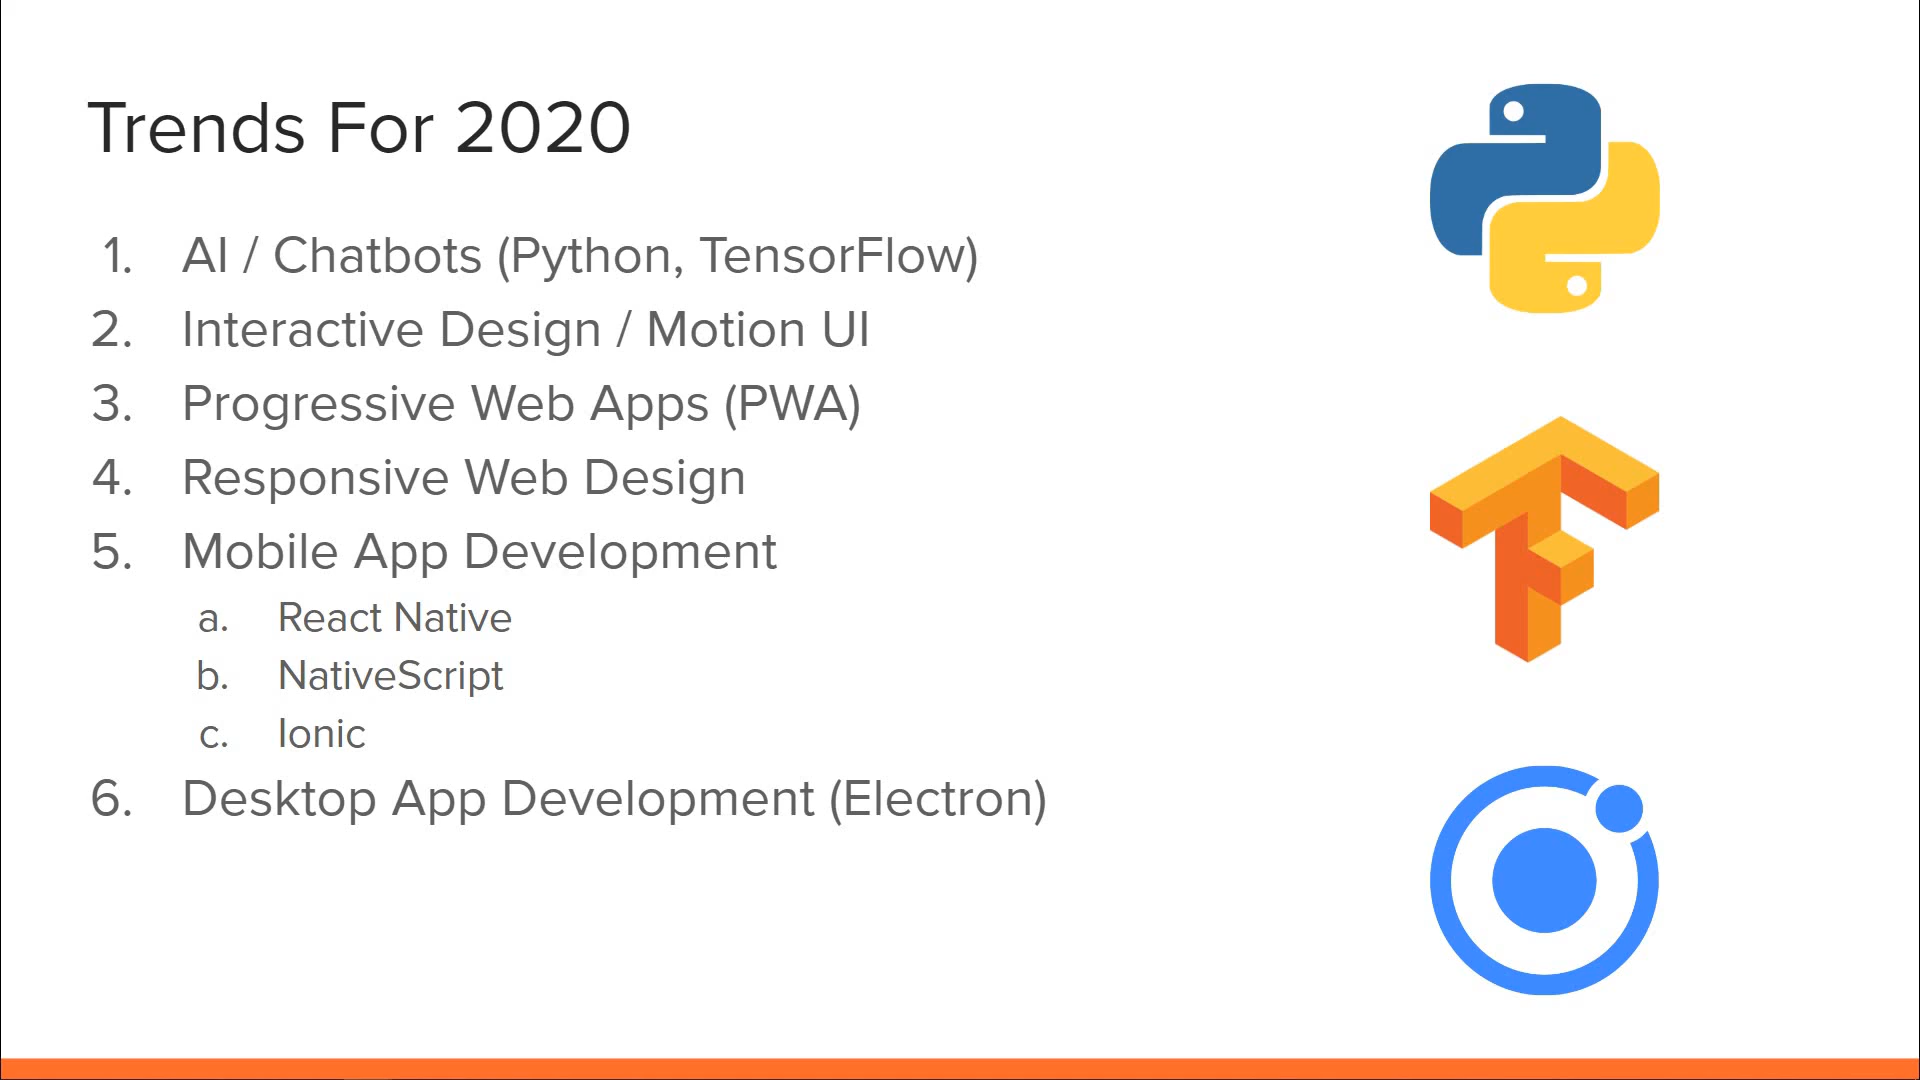 Trends For 2020
1. AI / Chatbots (Python, TensorFlow)
2. Interactive Design / Motion UI
3. Progressive Web Apps (PWA)
4. Responsive Web Design
5. Mobile App Development
a. React Native
b. NativeScript
c. Ionic
6. Desktop App Development (Electron)